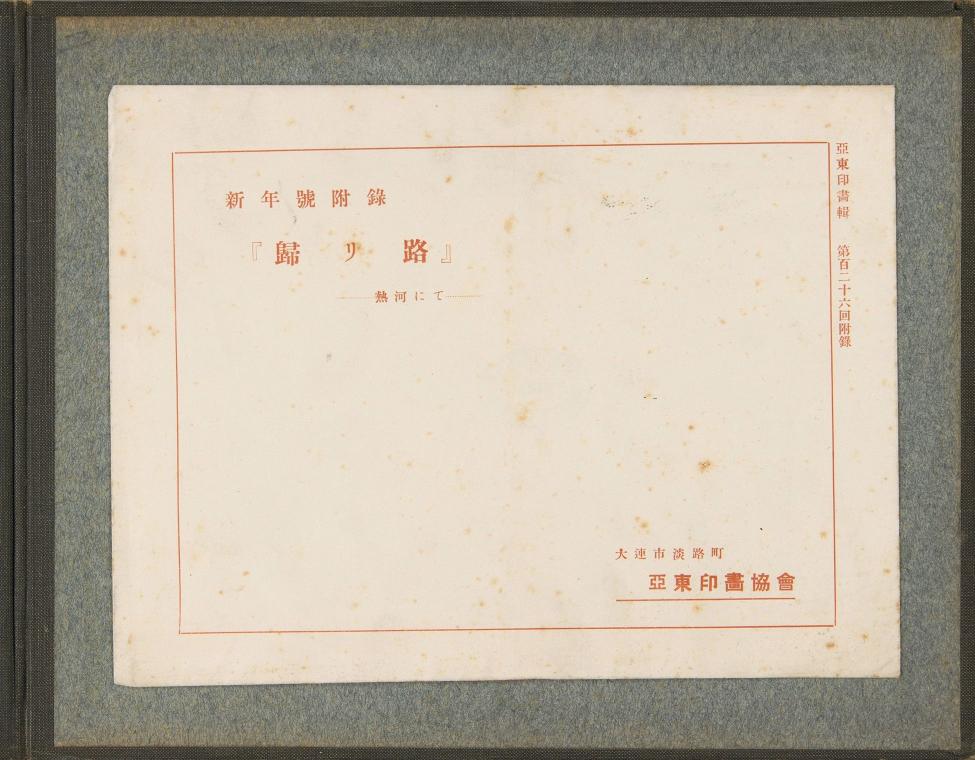 亞東印畫輯 第百二十六回附錄
新年號附錄
『歸リ路』
熱河にて
大連市淡路町
亞東印畫協會